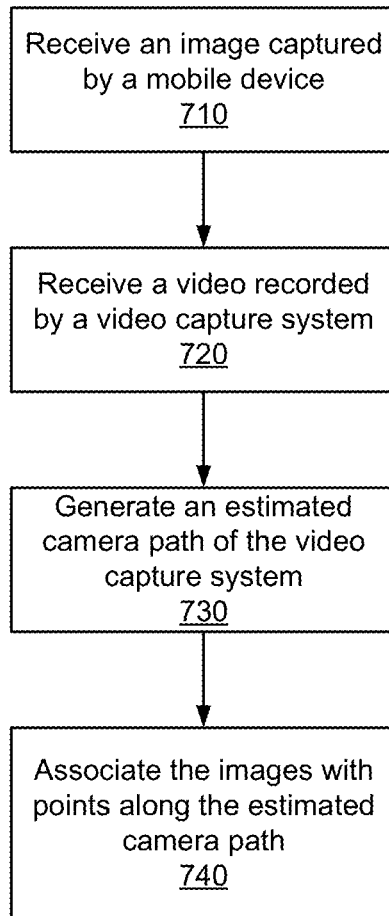 Receive an image captured
by a mobile device
710
Receive a video recorded
by a video capture system
720
Generate an estimated
camera path of the video
capture system
730
Associate the images with
points along the estimated
camera path
740